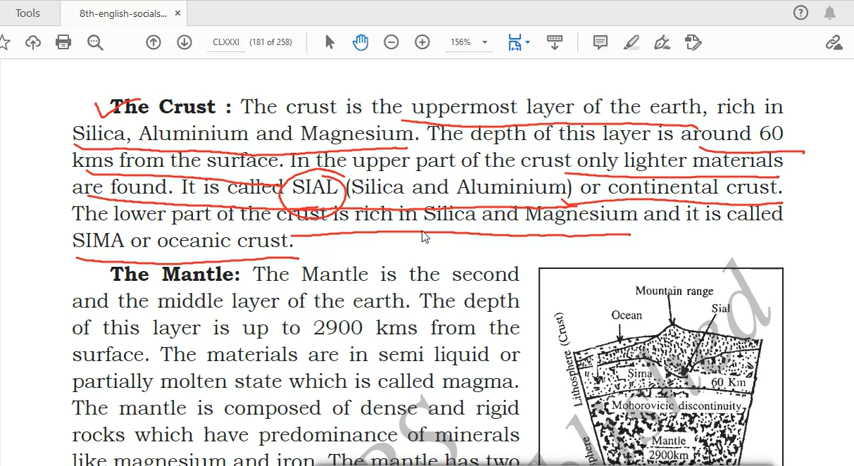 Tools
8th-english-socials...
CLXXXI (181 of 258)
156%
The Crust : The crust is the uppermost layer of the earth, rich in
Silica, Aluminium and Magnesium. The depth of this layer is around 60
kms from the surface. In the upper part of the crust only lighter materials
are found. It is called SIAL (Silica and Aluminium) or continental crust.
The lower part of the crust is rich in Silica and Magnesium and it is called
SIMA or oceanic crust.
The Mantle: The Mantle is the second
and the middle layer of the earth. The depth
of this layer is up to 2900 kms from the
surface. The materials are in semi liquid or
partially molten state which is called magma.
The mantle is composed of dense and rigid
rocks which have predominance of minerals
like magnesium and iron. The mantle has two
Mountain range
Ocean
Sial
Lithosphere (Crust)
Sima
60 Km
Mohorovicic discontinuity
Mantle
2900km